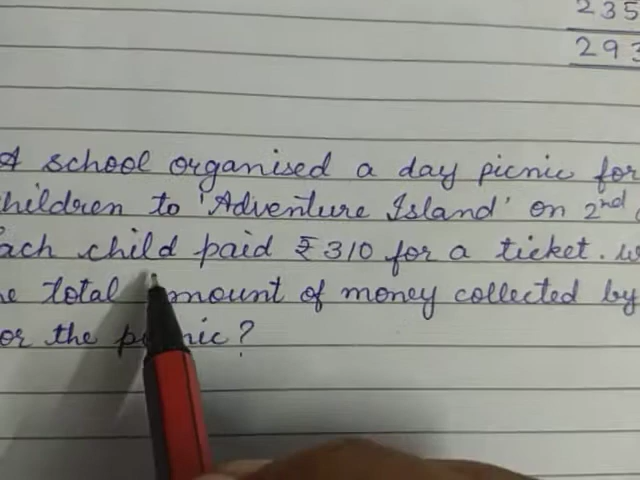 235
293
A school organised a day picnic for
children to 'Adventure Island' on 2nd
Each child paid ₹310 for a ticket.
total amount of money collected by
for the picnic?